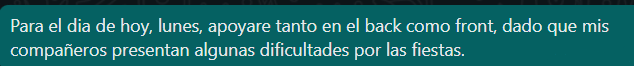 Para el dia de hoy, lunes, apoyare tanto en el back como front, dado que mis
compañeros presentan algunas dificultades por las fiestas.